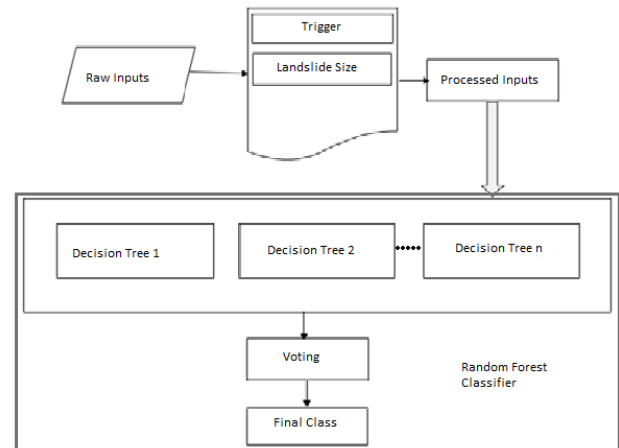 Trigger
Landslide Size
Raw Inputs
Processed Inputs
Decision Tree 1
Decision Tree 2
Decision Tree n
Voting
Random Forest
Classifier
Final Class